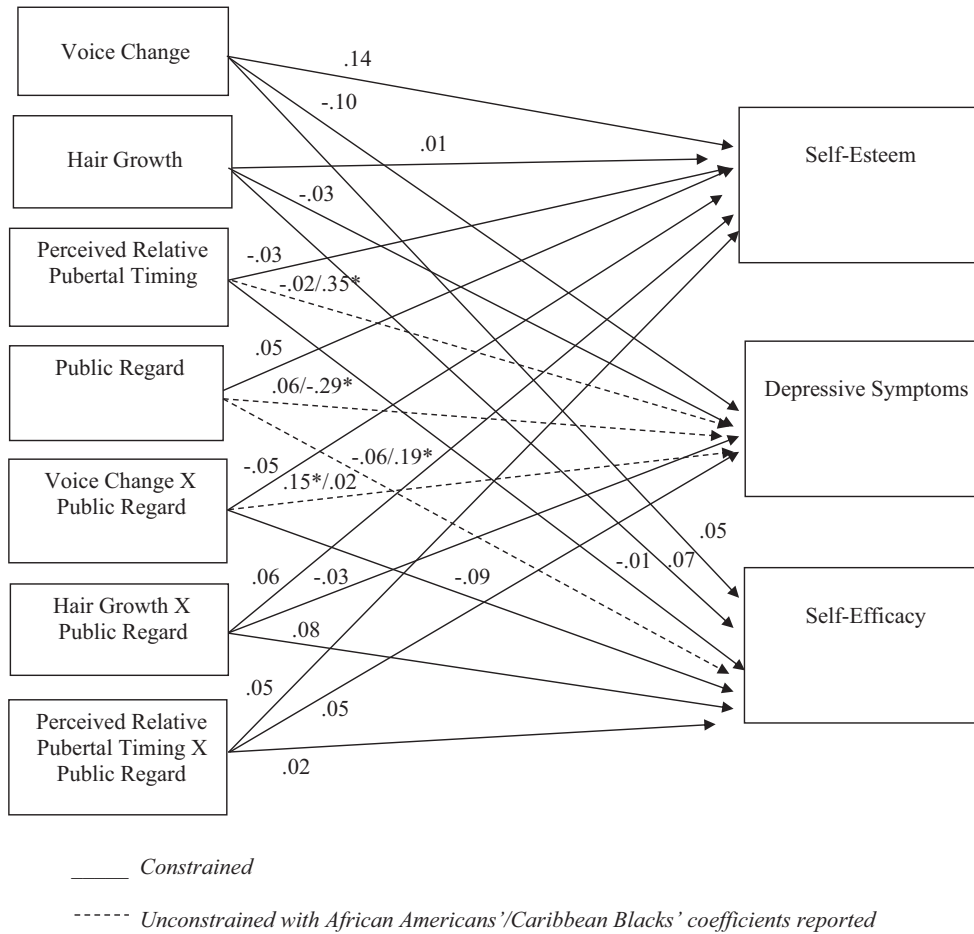 Voice Change
Hair Growth
Perceived Relative
Pubertal Timing
Public Regard
Voice Change X
Public Regard
Hair Growth X
Public Regard
Perceived Relative
Pubertal Timing X
Public Regard
.14
-.10
.01
-.03
-.03
-.02/.35*
.05
.06/-.29*
-.06/.19*
-.05
.15*/.02
.05
-.01
.07
.06
-.03
-.09
.08
.05
.05
.02
Self-Esteem
Depressive Symptoms
Self-Efficacy
Constrained
Unconstrained with African Americans'/Caribbean Blacks' coefficients reported